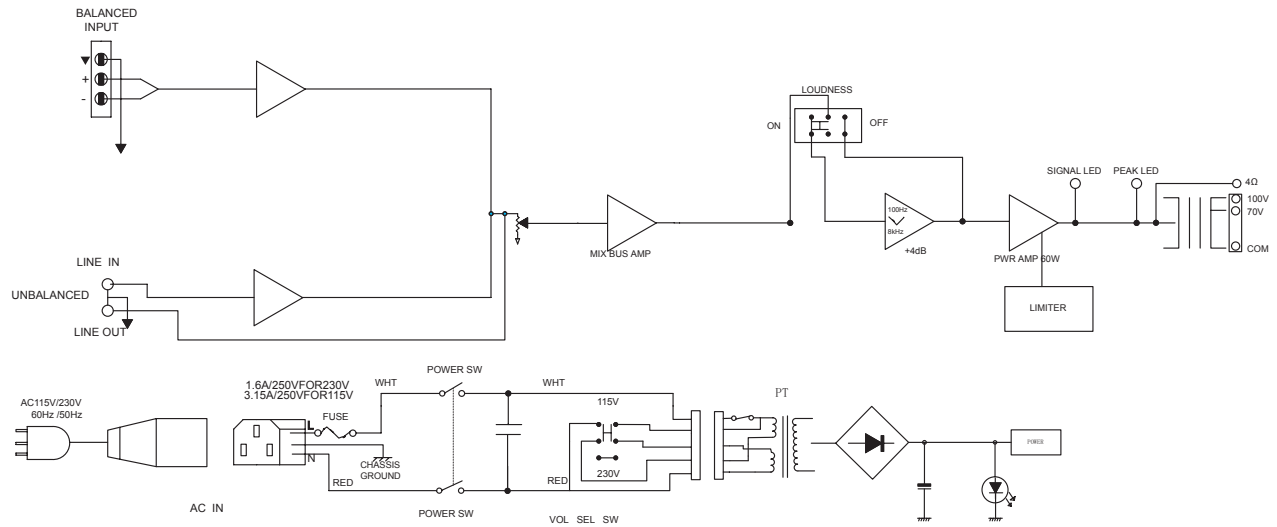 BALANCED
INPUT
+
-
LOUDNESS
ON
OFF
SIGNAL LED
PEAK LED
4Ω
100V
70V
COM
100Hz
8kHz
+4dB
MIX BUS AMP
PWR AMP 60W
LIMITER
LINE IN
UNBALANCED
LINE OUT
AC115V/230V
60Hz /50Hz
1.6A/250VFOR230V
3.15A/250VFOR115V
L
FUSE
WHT
POWER SW
WHT
115V
PT
N
CHASSIS
GROUND
RED
RED
230V
POWER
AC IN
POWER SW
VOL SEL SW